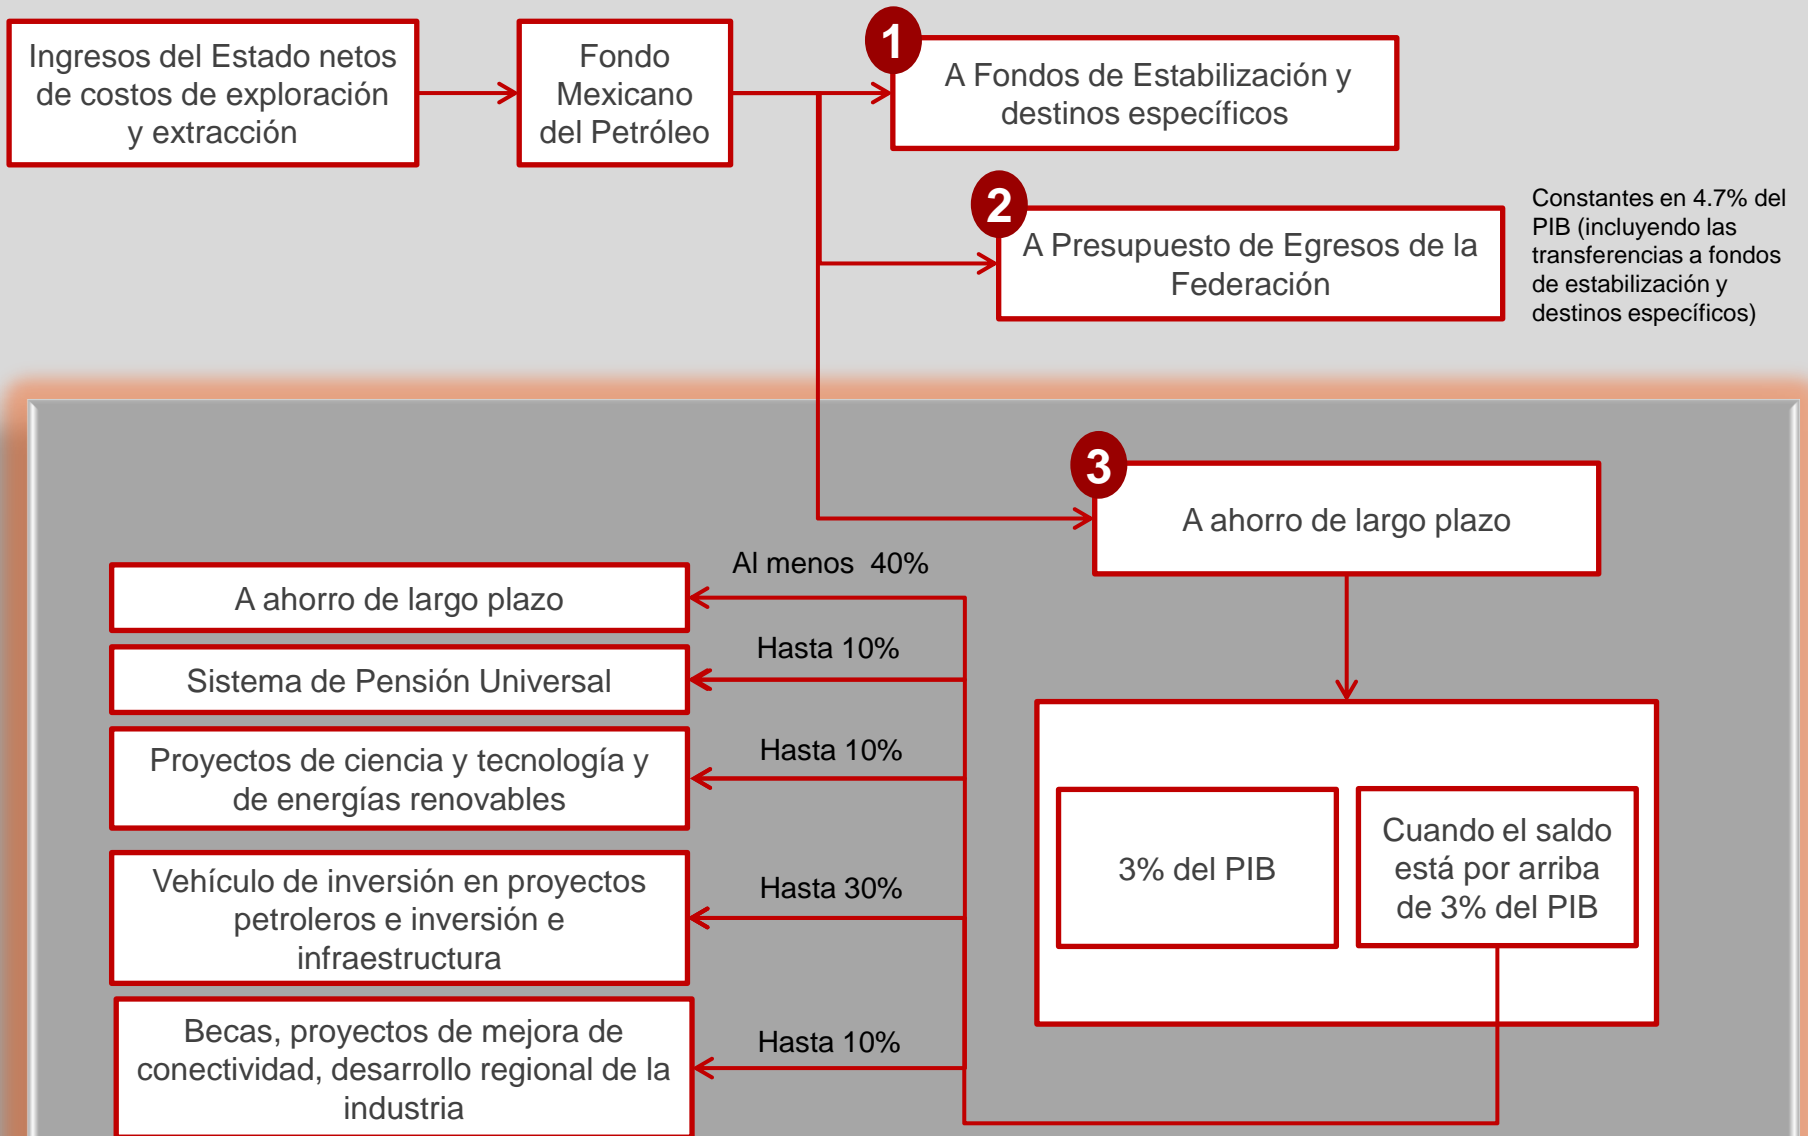 Ingresos del Estado netos
de costos de exploración
y extracción
Fondo
Mexicano
del Petróleo
1
A Fondos de Estabilización y
destinos específicos
2
A Presupuesto de Egresos de la
Federación
Constantes en 4.7% del
PIB (incluyendo las
transferencias a fondos
de estabilización y
destinos específicos)
3
A ahorro de largo plazo
Al menos 40%
A ahorro de largo plazo
Hasta 10%
Sistema de Pensión Universal
Hasta 10%
Proyectos de ciencia y tecnología y
de energías renovables
Hasta 30%
Vehículo de inversión en proyectos
petroleros e inversión e
infraestructura
Hasta 10%
Becas, proyectos de mejora de
conectividad, desarrollo regional de la
industria
3% del PIB
Cuando el saldo
está por arriba
de 3% del PIB